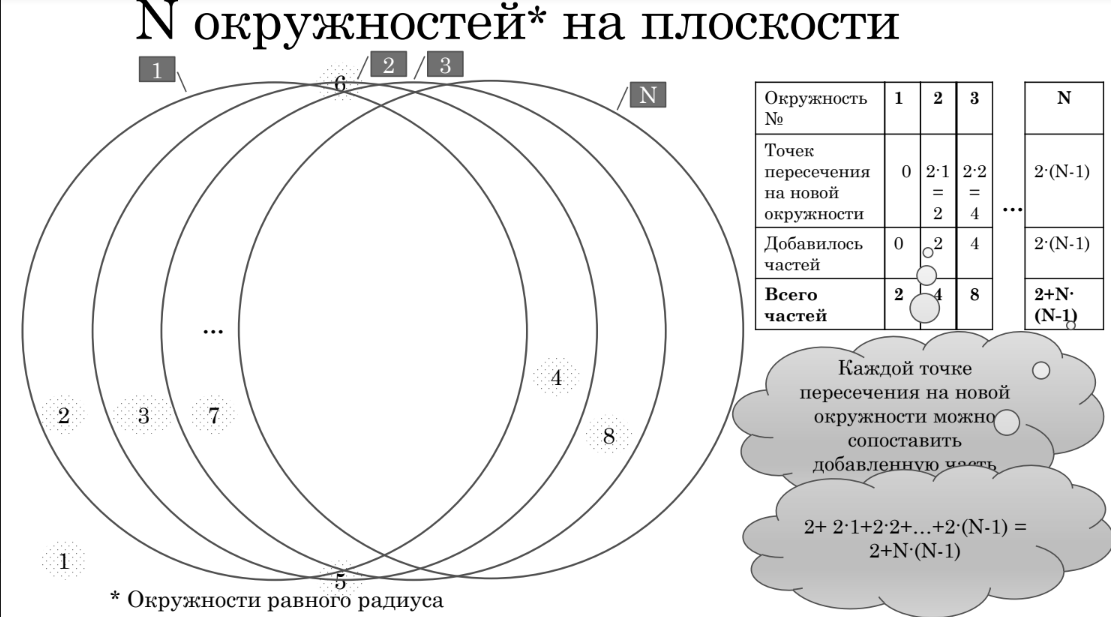 N окружностей* на плоскости
1
2
3
N
6
...
4
2
3
7
8
1
5
* Окружности равного радиуса
Окружность № 1 2 3 ... N
Точек пересечения на новой окружности 0 2·1 = 2 2·2 = 4 2·(N-1)
Добавилось частей 0 2 4 2·(N-1)
Всего частей 2 4 8 2+N·(N-1)
Каждой точке
пересечения на новой
окружности можно
сопоставить
добавленную часть
2+ 2·1+2·2+...+2·(N-1) =
2+N·(N-1)